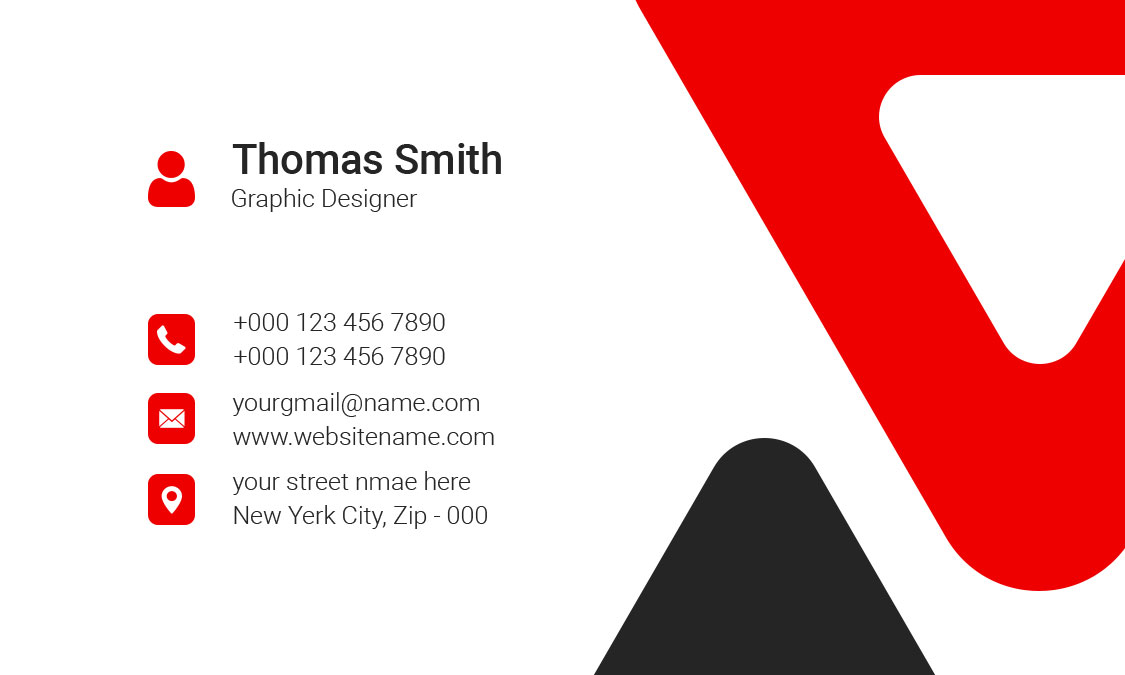 Thomas Smith
Graphic Designer
+000 123 456 7890
+000 123 456 7890
yourgmail@name.com
www.websitename.com
your street nmae here
New Yerk City, Zip - 000